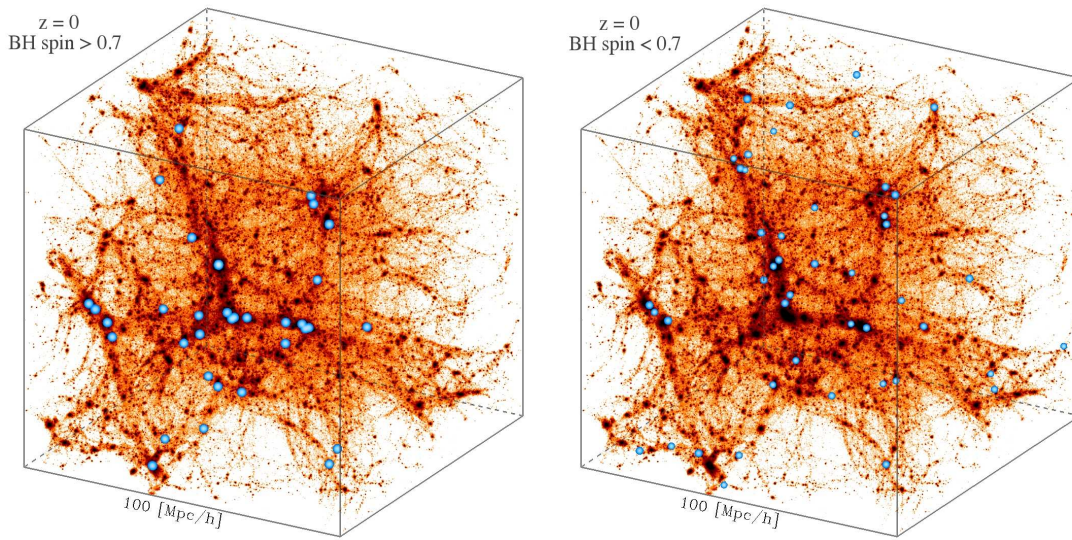 z = 0
BH spin > 0.7
100 [Mpc/h]
z = 0
BH spin < 0.7
100 [Mpc/h]